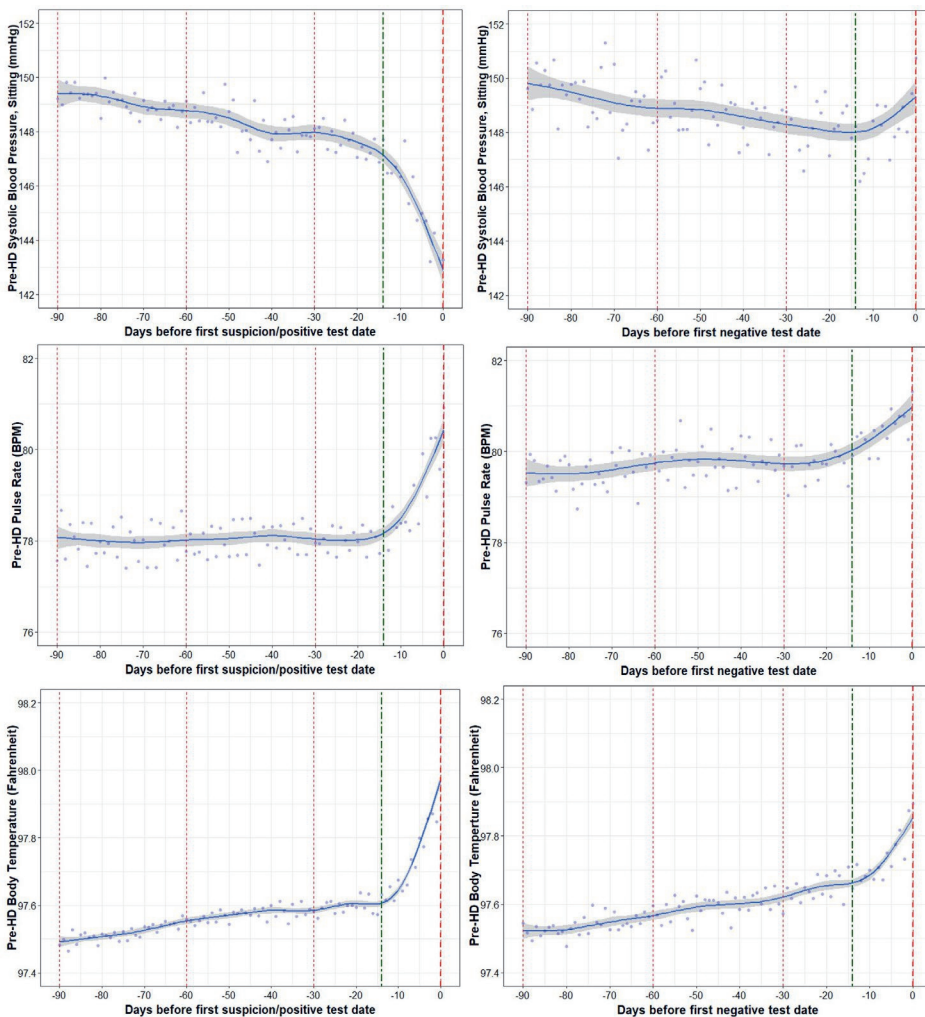 Pre-HD Systolic Blood Pressure, Sitting (mmHg)
152
150
148
146
143
142
-90 -80 -70 -60 -50 -40 -30 -20 -10 0
Days before first suspicion/positive test date
Pre-HD Systolic Blood Pressure, Sitting (mmHg)
152
150
148
146
143
142
-90 -80 -70 -60 -50 -40 -30 -20 -10 0
Days before first negative test date
Pre-HD Pulse Rate (BPM)
82
80
78
76
-90 -80 -70 -60 -50 -40 -30 -20 -10 0
Days before first suspicion/positive test date
Pre-HD Pulse Rate (BPM)
82
80
78
76
-90 -80 -70 -60 -50 -40 -30 -20 -10 0
Days before first negative test date
Pre-HD Body Temperature (Fahrenheit)
98.2
98.0
97.8
97.6
97.4
-90 -80 -70 -60 -50 -40 -30 -20 -10 0
Days before first suspicion/positive test date
Pre-HD Body Temperture (Fahrenheit)
98.2
98.0
97.8
97.6
97.4
-90 -80 -70 -60 -50 -40 -30 -20 -10 0
Days before first negative test date